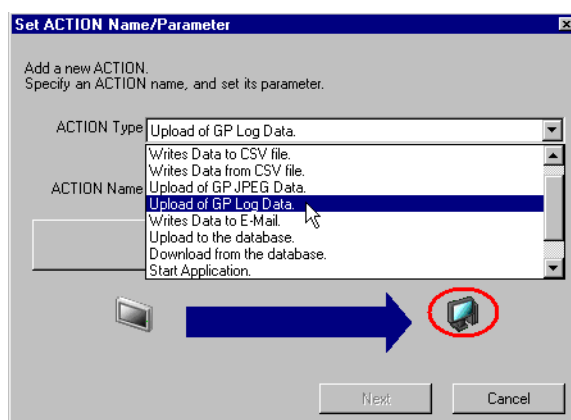 Set ACTION Name/Parameter
Add a new ACTION.
Specify an ACTION name, and set its parameter.
ACTION Type Upload of GP Log Data.
Writes Data to CSV file.
Writes Data from CSV file.
Upload of GP JPEG Data.
ACTION Name Upload of GP Log Data.
Writes Data to E-Mail.
Upload to the database.
Download from the database.
Start Application.
Next Cancel